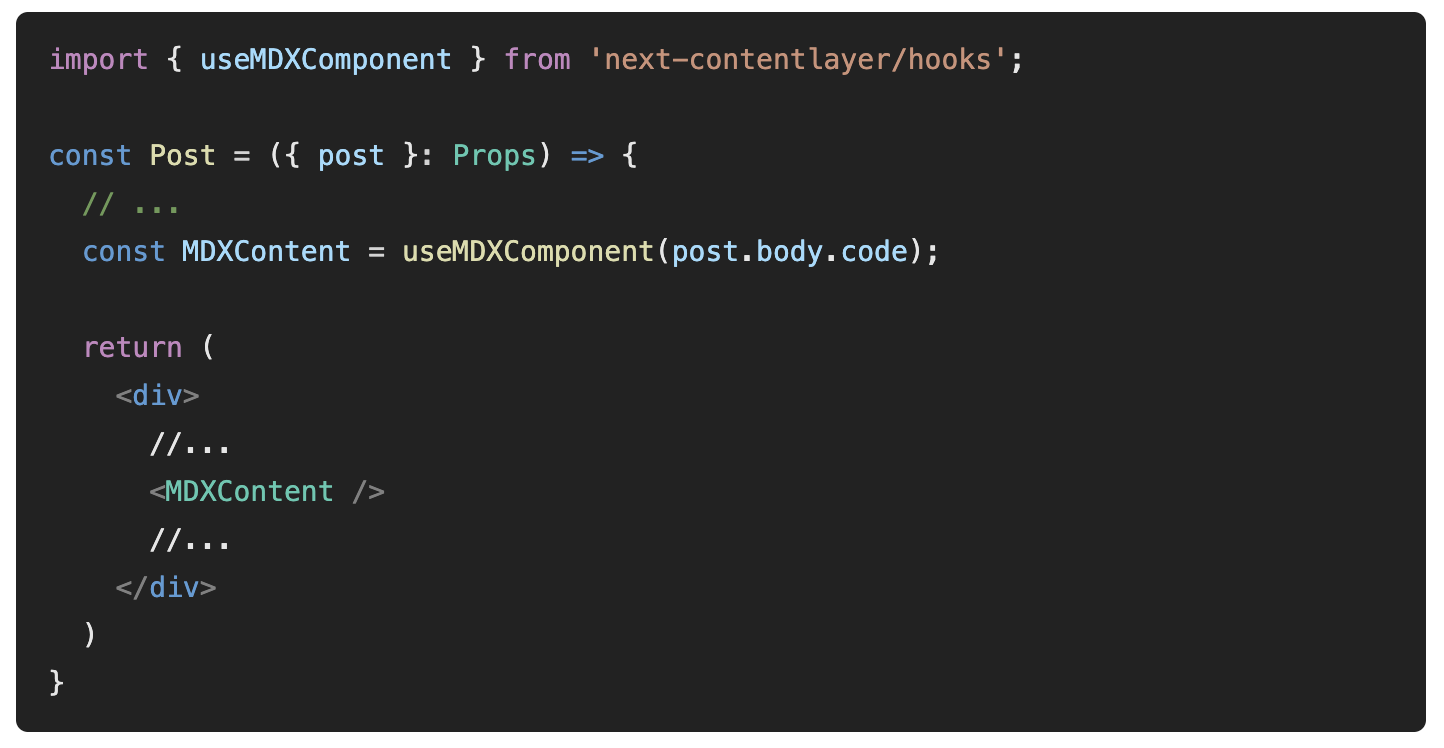 import { useMDXComponent } from 'next-contentlayer/hooks';

const Post = ({ post }: Props) => {
  // ...
  const MDXContent = useMDXComponent(post.body.code);

  return (
    <div>
      //...
      <MDXContent />
      //...
    </div>
  )
}